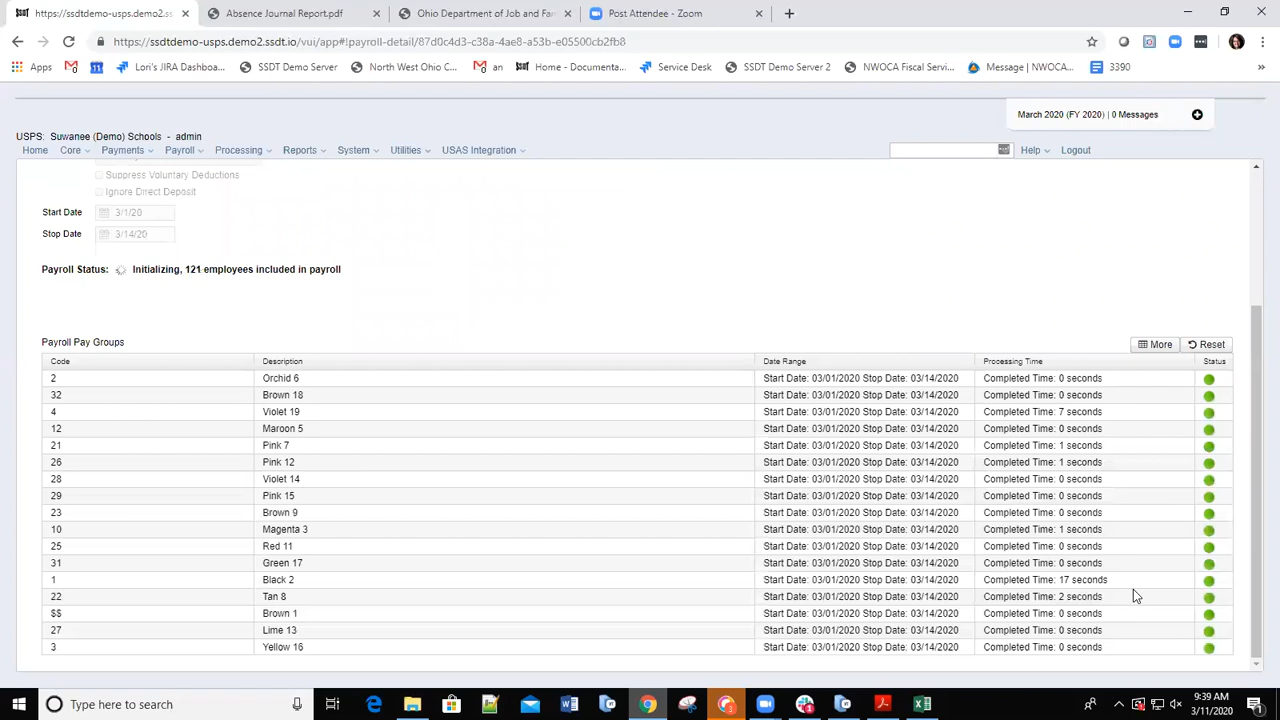 https://ssdtdemo-usps.demo2.ss
Absence Journal Report.pdf
Ohio Department of Job and Fam
Post Attendee - Zoom
https://ssdtdemo-usps.demo2.ssdt.io/vui/app#!payroll-detail/87d0c4d3-c38a-4ae8-a53b-e05500cb2fb8
Apps
Lori's JIRA Dashboa...
SSDT Demo Server
North West Ohio C...
an
Home - Documenta...
Service Desk
SSDT Demo Server 2
NWOCA Fiscal Servi...
Message | NWOCA...
3390
March 2020 (FY 2020) | 0 Messages
USPS: Suwanee (Demo) Schools - admin
Home Core Payments Payroll Processing Reports System Utilities USAS Integration Help Logout
Suppress Voluntary Deductions
Ignore Direct Deposit
Start Date 3/1/20
Stop Date 3/14/20
Payroll Status: Initializing, 121 employees included in payroll
Payroll Pay Groups More Reset
Code Description Date Range Processing Time Status
2 Orchid 6 Start Date: 03/01/2020 Stop Date: 03/14/2020 Completed Time: 0 seconds
32 Brown 18 Start Date: 03/01/2020 Stop Date: 03/14/2020 Completed Time: 0 seconds
4 Violet 19 Start Date: 03/01/2020 Stop Date: 03/14/2020 Completed Time: 7 seconds
12 Maroon 5 Start Date: 03/01/2020 Stop Date: 03/14/2020 Completed Time: 0 seconds
21 Pink 7 Start Date: 03/01/2020 Stop Date: 03/14/2020 Completed Time: 1 seconds
26 Pink 12 Start Date: 03/01/2020 Stop Date: 03/14/2020 Completed Time: 1 seconds
28 Violet 14 Start Date: 03/01/2020 Stop Date: 03/14/2020 Completed Time: 0 seconds
29 Pink 15 Start Date: 03/01/2020 Stop Date: 03/14/2020 Completed Time: 0 seconds
23 Brown 9 Start Date: 03/01/2020 Stop Date: 03/14/2020 Completed Time: 0 seconds
10 Magenta 3 Start Date: 03/01/2020 Stop Date: 03/14/2020 Completed Time: 1 seconds
25 Red 11 Start Date: 03/01/2020 Stop Date: 03/14/2020 Completed Time: 0 seconds
31 Green 17 Start Date: 03/01/2020 Stop Date: 03/14/2020 Completed Time: 0 seconds
1 Black 2 Start Date: 03/01/2020 Stop Date: 03/14/2020 Completed Time: 17 seconds
22 Tan 8 Start Date: 03/01/2020 Stop Date: 03/14/2020 Completed Time: 2 seconds
$$ Brown 1 Start Date: 03/01/2020 Stop Date: 03/14/2020 Completed Time: 0 seconds
27 Lime 13 Start Date: 03/01/2020 Stop Date: 03/14/2020 Completed Time: 0 seconds
3 Yellow 16 Start Date: 03/01/2020 Stop Date: 03/14/2020 Completed Time: 0 seconds
Type here to search
9:39 AM
3/11/2020